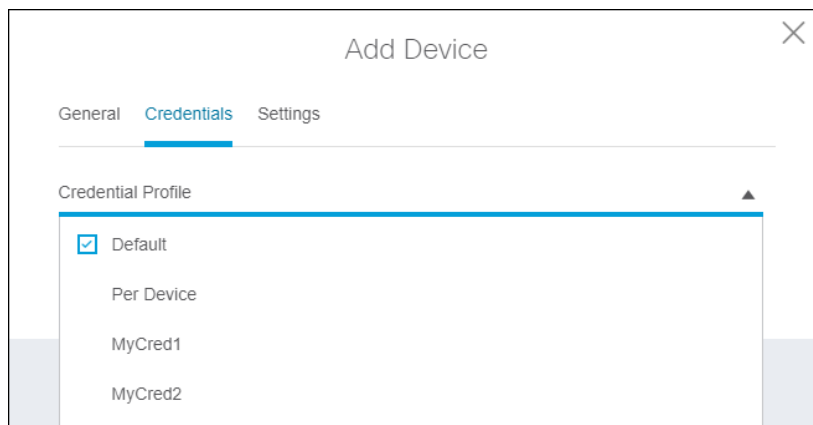 Add Device
General Credentials Settings
Credential Profile
Default
Per Device
MyCred1
MyCred2